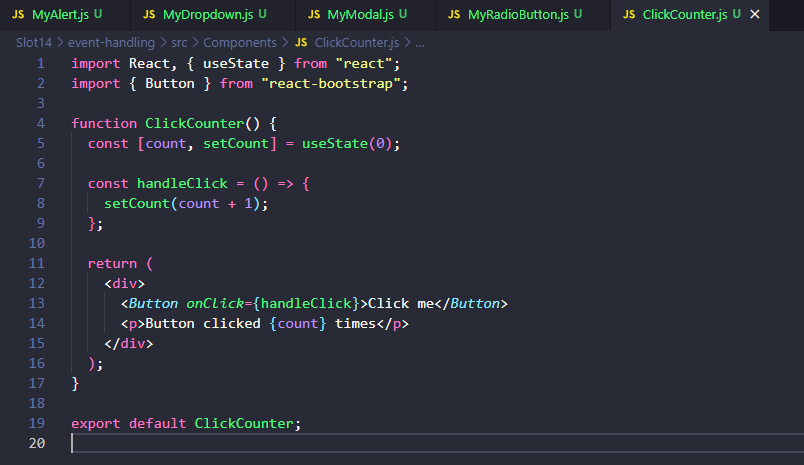 JS MyAlert.js U JS MyDropdown.js U JS MyModal.js U JS MyRadioButton.js U JS ClickCounter.js U ✕
Slot14 > event-handling > src > Components > JS ClickCounter.js > ...
1 import React, { useState } from "react";
2 import { Button } from "react-bootstrap";
3
4 function ClickCounter() {
5   const [count, setCount] = useState(0);
6
7   const handleClick = () => {
8     setCount(count + 1);
9   };
10
11   return (
12     <div>
13       <Button onClick={handleClick}>Click me</Button>
14       <p>Button clicked {count} times</p>
15     </div>
16   );
17 }
18
19 export default ClickCounter;
20